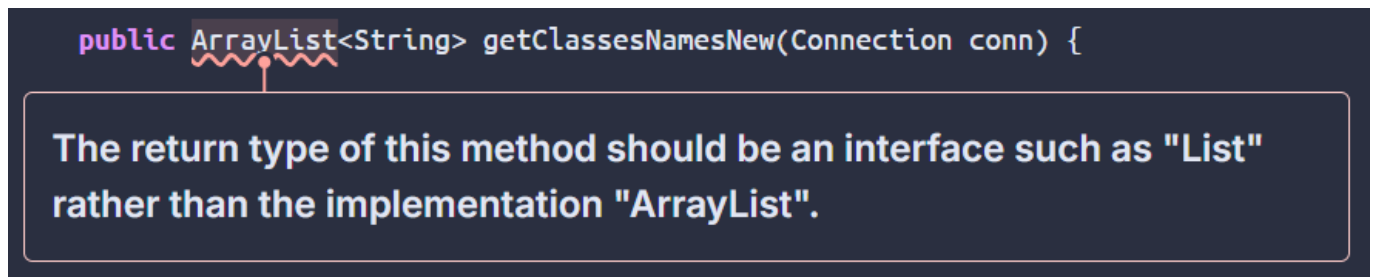 public ArrayList<String> getClassesNamesNew(Connection conn) {
The return type of this method should be an interface such as "List"
rather than the implementation "ArrayList".